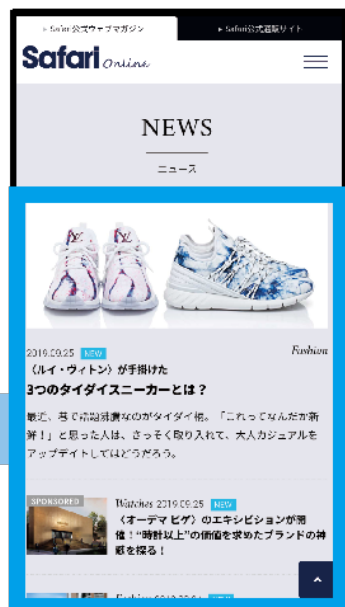 Safari公式ウェブマガジン
Safari公式通販サイト
Safari Online
NEWS
ニュース
2019.09.25 NEW Fashion
〈ルイ・ヴィトン〉が手掛けた
3つのタイダイスニーカーとは？
最近、巷で話題沸騰なのがタイダイ柄。「これってなんだか新
鮮！」と思った人は、さっそく取り入れて、大人カジュアルを
アップデイトしてはどうだろう。
SPONSORED
Watches 2019.09.25 NEW
〈オーデマ ピゲ〉のエキシビションが開
催！“時計以上”の価値を求めたブランドの神
髄を探る！
Fashion